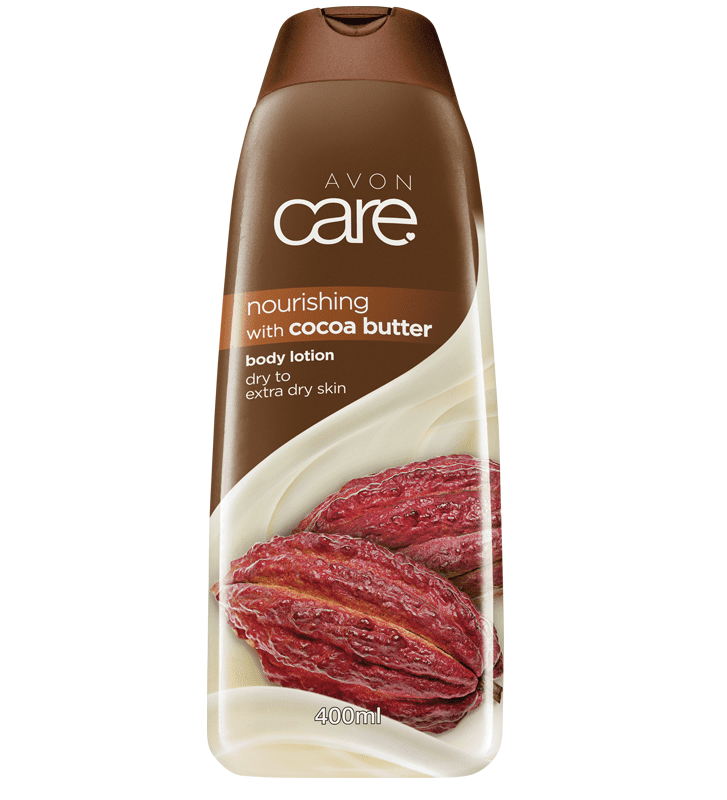 AVON
care
nourishing
with cocoa butter
body lotion
dry to
extra dry skin
400ml